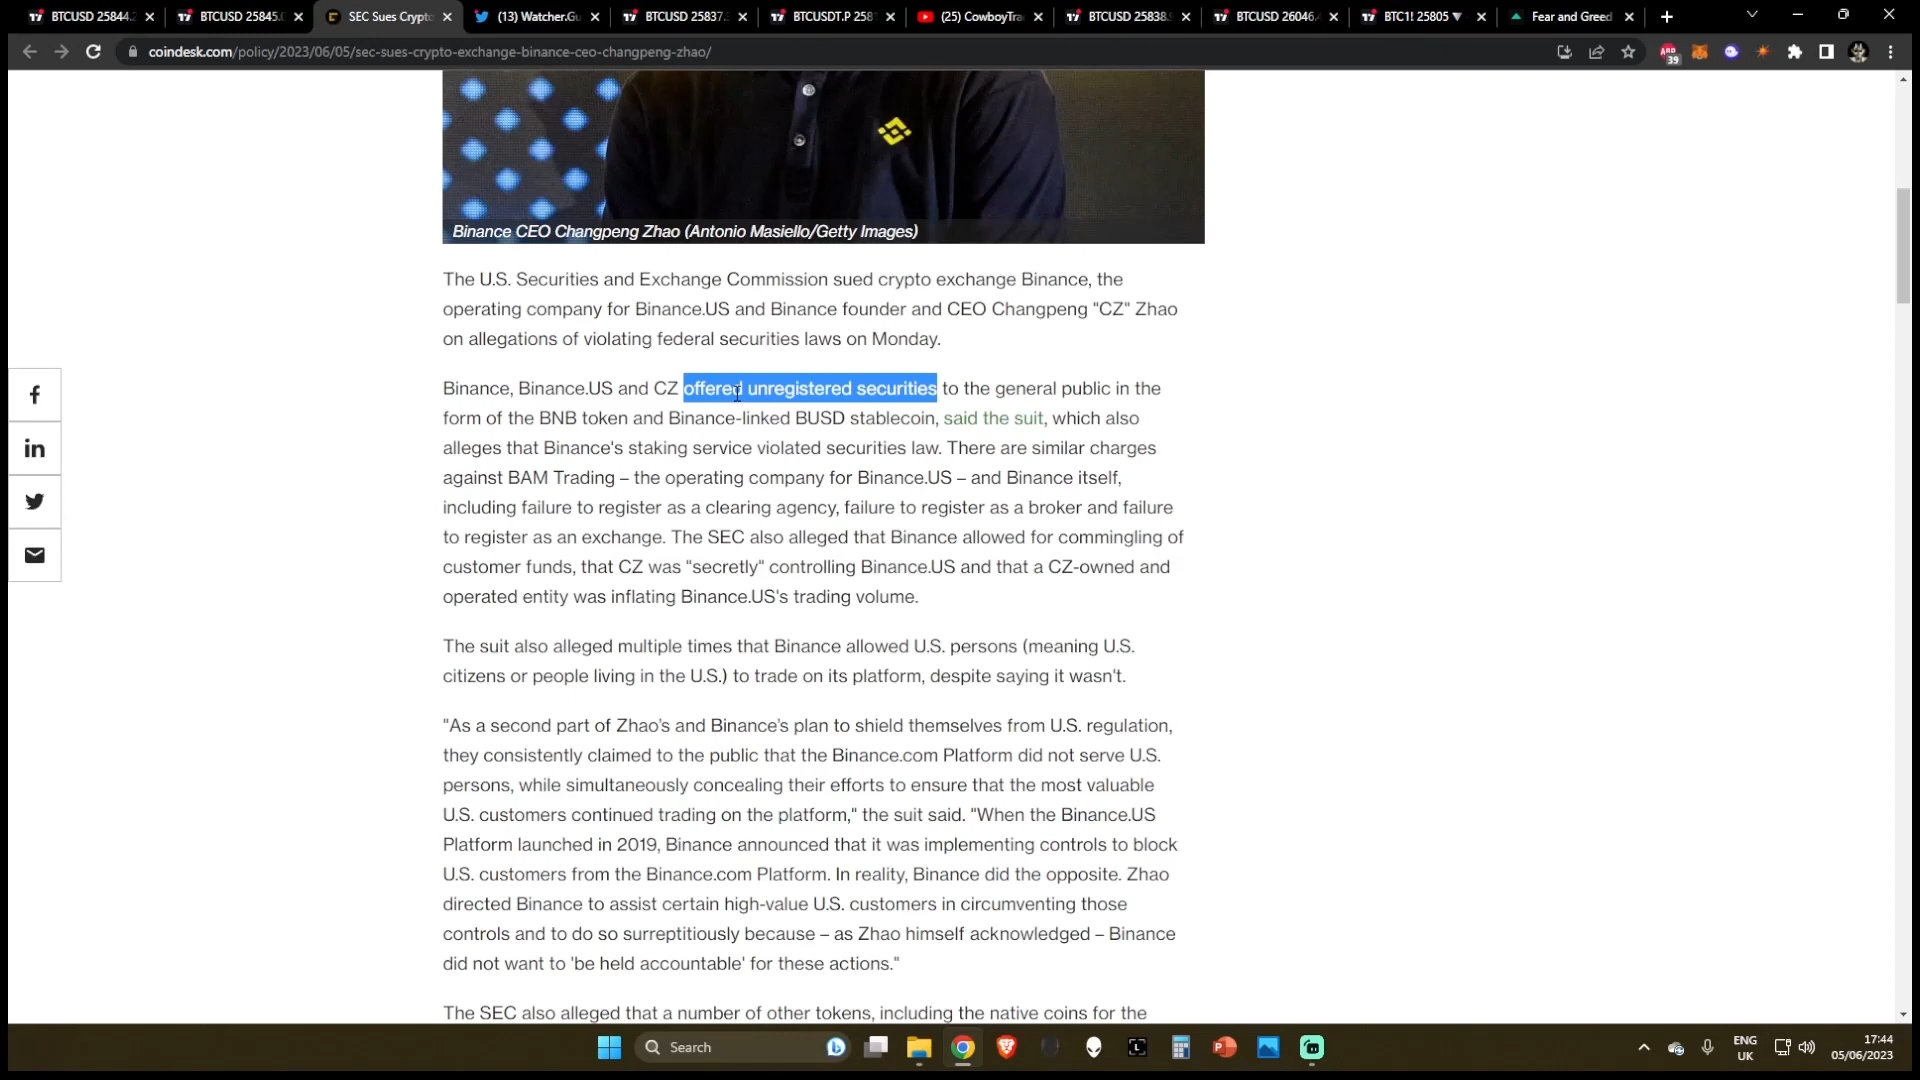 BTCUSD 25844.
BTCUSD 25845.
SEC Sues Crypto
(13) Watcher.Gu
BTCUSD 25837.
BTCUSDT.P 258
(25) CowboyTra
BTCUSD 25838.
BTCUSD 26046.
BTC1! 25805 ▼
Fear and Greed
coindesk.com/policy/2023/06/05/sec-sues-crypto-exchange-binance-ceo-changpeng-zhao/
39
Binance CEO Changpeng Zhao (Antonio Masiello/Getty Images)
The U.S. Securities and Exchange Commission sued crypto exchange Binance, the
operating company for Binance.US and Binance founder and CEO Changpeng "CZ" Zhao
on allegations of violating federal securities laws on Monday.
Binance, Binance.US and CZ offered unregistered securities to the general public in the
form of the BNB token and Binance-linked BUSD stablecoin, said the suit, which also
alleges that Binance's staking service violated securities law. There are similar charges
against BAM Trading – the operating company for Binance.US – and Binance itself,
including failure to register as a clearing agency, failure to register as a broker and failure
to register as an exchange. The SEC also alleged that Binance allowed for commingling of
customer funds, that CZ was "secretly" controlling Binance.US and that a CZ-owned and
operated entity was inflating Binance.US's trading volume.
The suit also alleged multiple times that Binance allowed U.S. persons (meaning U.S.
citizens or people living in the U.S.) to trade on its platform, despite saying it wasn't.
"As a second part of Zhao’s and Binance’s plan to shield themselves from U.S. regulation,
they consistently claimed to the public that the Binance.com Platform did not serve U.S.
persons, while simultaneously concealing their efforts to ensure that the most valuable
U.S. customers continued trading on the platform," the suit said. "When the Binance.US
Platform launched in 2019, Binance announced that it was implementing controls to block
U.S. customers from the Binance.com Platform. In reality, Binance did the opposite. Zhao
directed Binance to assist certain high-value U.S. customers in circumventing those
controls and to do so surreptitiously because – as Zhao himself acknowledged – Binance
did not want to 'be held accountable' for these actions."
The SEC also alleged that a number of other tokens, including the native coins for the
Search
ENG
UK
17:44
05/06/2023